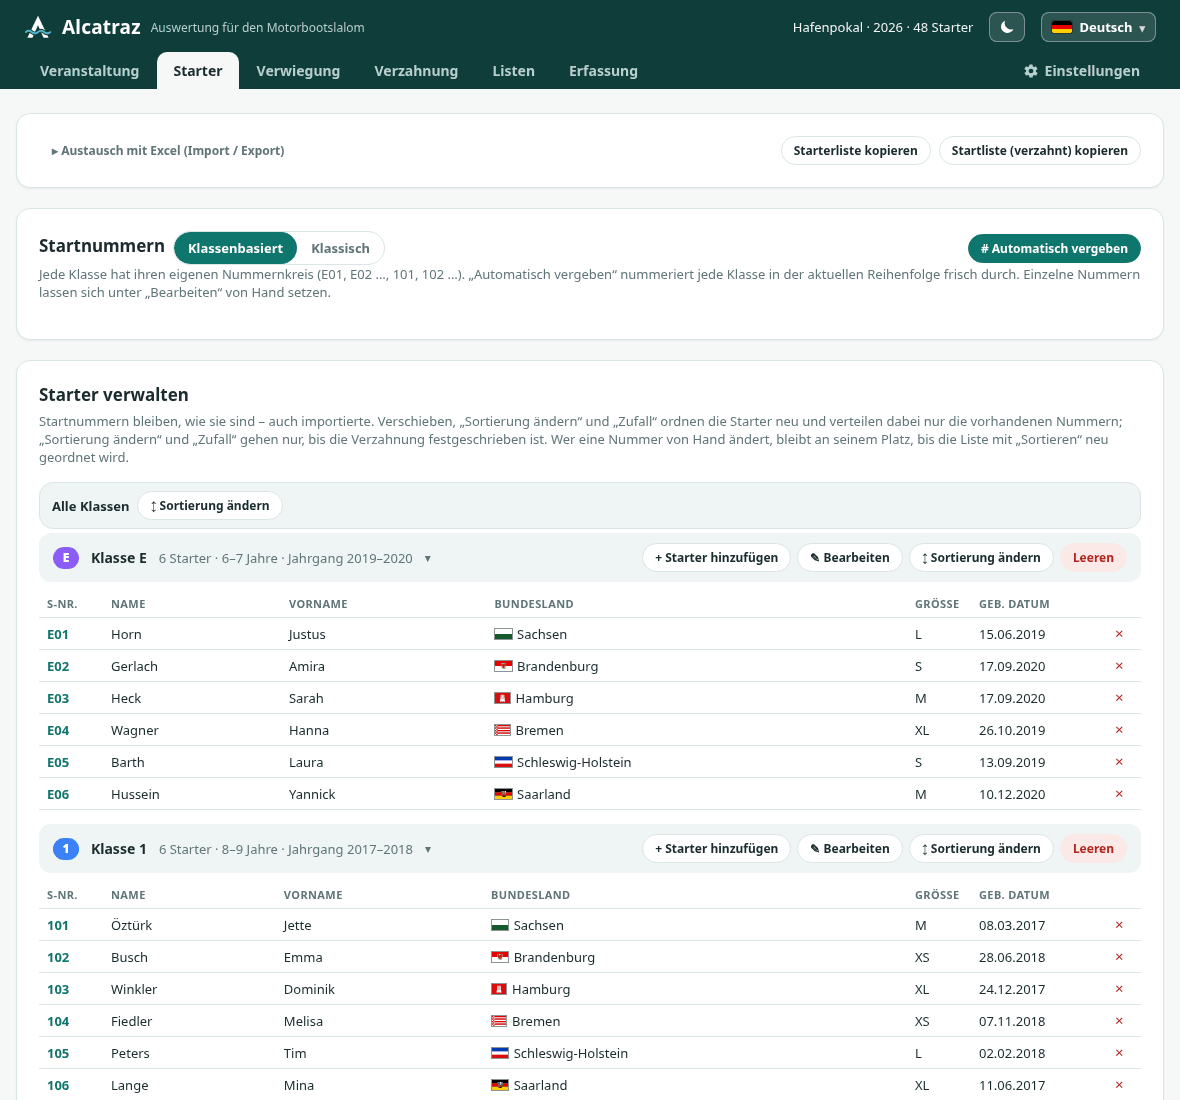 Alcatraz Auswertung für den Motorbootslalom
Hafenpokal · 2026 · 48 Starter
Deutsch ▾
Veranstaltung Starter Verwiegung Verzahnung Listen Erfassung Einstellungen
▸ Austausch mit Excel (Import / Export) Starterliste kopieren Startliste (verzahnt) kopieren
Startnummern Klassenbasiert Klassisch # Automatisch vergeben
Jede Klasse hat ihren eigenen Nummernkreis (E01, E02 …, 101, 102 …). „Automatisch vergeben“ nummeriert jede Klasse in der aktuellen Reihenfolge frisch durch. Einzelne Nummern
lassen sich unter „Bearbeiten“ von Hand setzen.
Starter verwalten
Startnummern bleiben, wie sie sind – auch importierte. Verschieben, „Sortierung ändern“ und „Zufall“ ordnen die Starter neu und verteilen dabei nur die vorhandenen Nummern;
„Sortierung ändern“ und „Zufall“ gehen nur, bis die Verzahnung festgeschrieben ist. Wer eine Nummer von Hand ändert, bleibt an seinem Platz, bis die Liste mit „Sortieren“ neu
geordnet wird.
Alle Klassen ↕ Sortierung ändern
E Klasse E 6 Starter · 6–7 Jahre · Jahrgang 2019–2020 ▾ + Starter hinzufügen ✎ Bearbeiten ↕ Sortierung ändern Leeren
S-NR. NAME VORNAME BUNDESLAND GRÖSSE GEB. DATUM
E01 Horn Justus Sachsen L 15.06.2019 ×
E02 Gerlach Amira Brandenburg S 17.09.2020 ×
E03 Heck Sarah Hamburg M 17.09.2020 ×
E04 Wagner Hanna Bremen XL 26.10.2019 ×
E05 Barth Laura Schleswig-Holstein S 13.09.2019 ×
E06 Hussein Yannick Saarland M 10.12.2020 ×
1 Klasse 1 6 Starter · 8–9 Jahre · Jahrgang 2017–2018 ▾ + Starter hinzufügen ✎ Bearbeiten ↕ Sortierung ändern Leeren
S-NR. NAME VORNAME BUNDESLAND GRÖSSE GEB. DATUM
101 Öztürk Jette Sachsen M 08.03.2017 ×
102 Busch Emma Brandenburg XS 28.06.2018 ×
103 Winkler Dominik Hamburg XL 24.12.2017 ×
104 Fiedler Melisa Bremen XS 07.11.2018 ×
105 Peters Tim Schleswig-Holstein L 02.02.2018 ×
106 Lange Mina Saarland XL 11.06.2017 ×